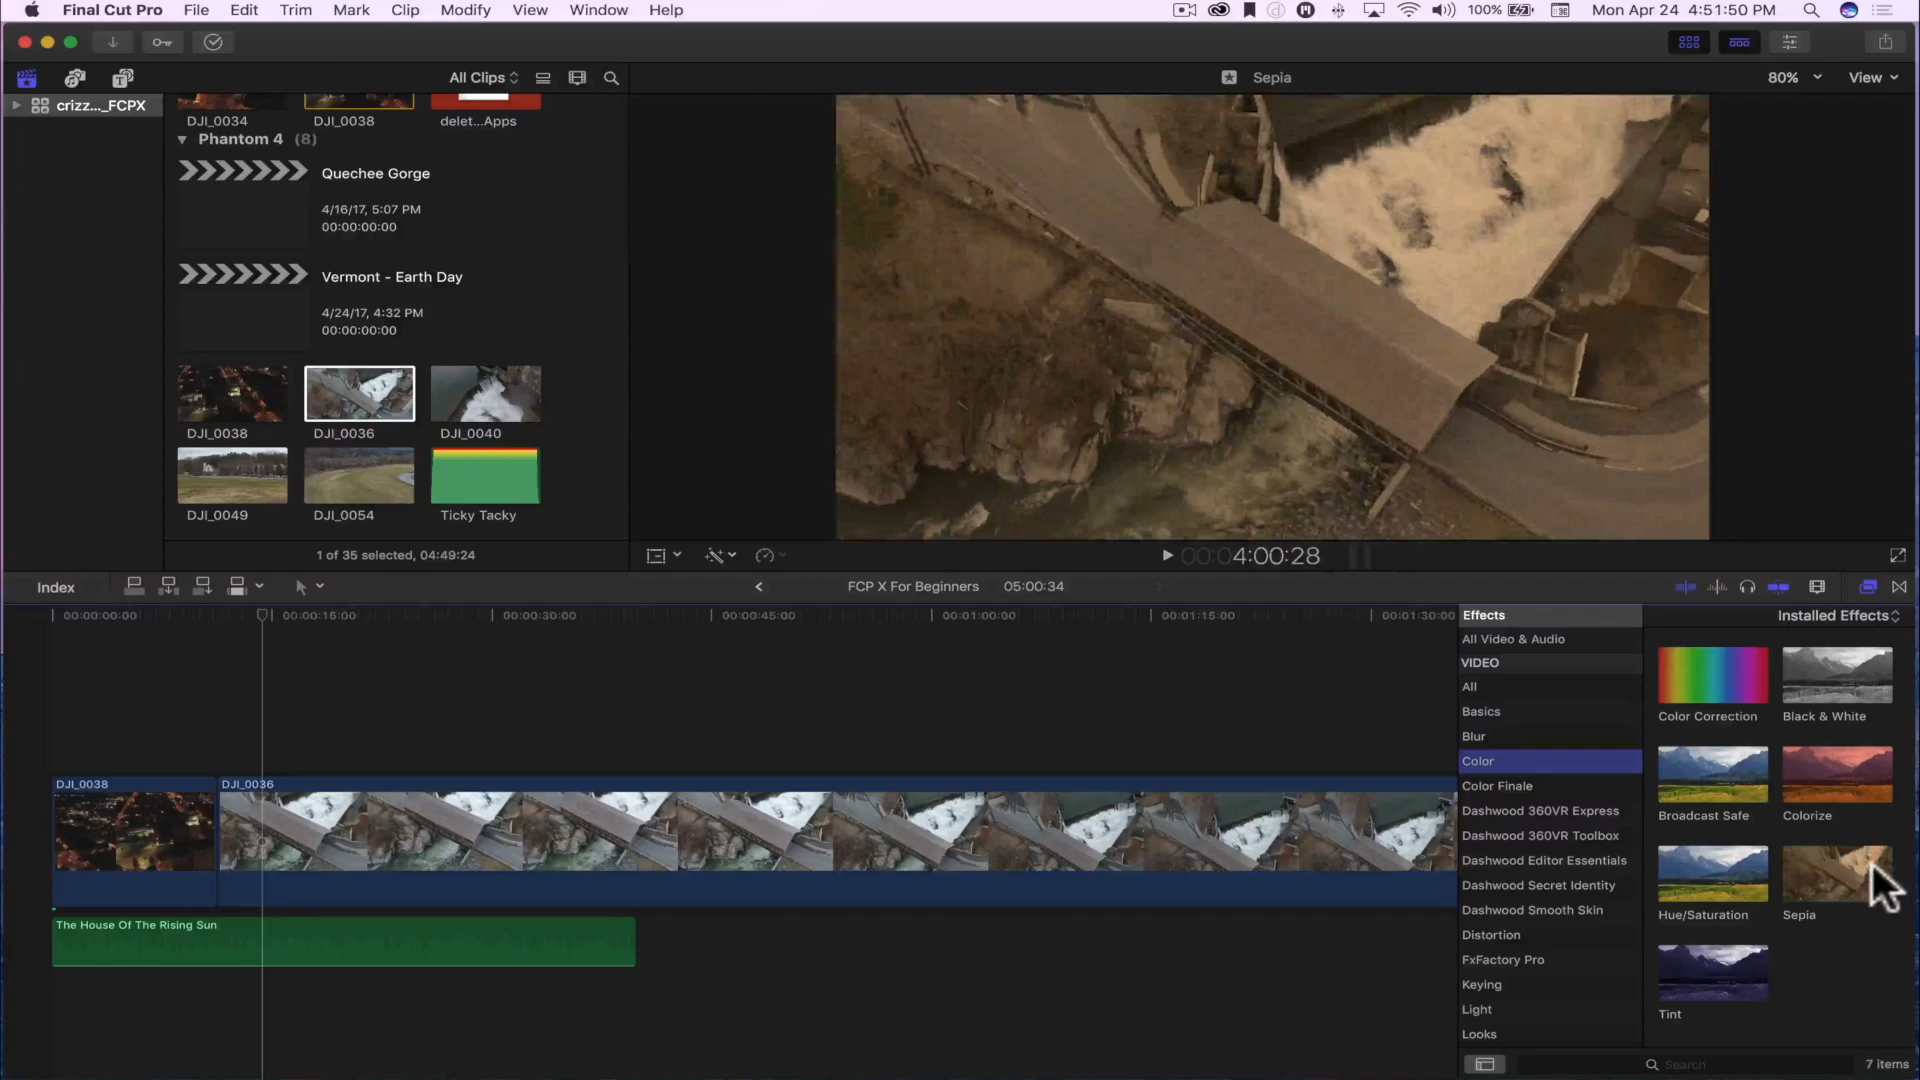 Final Cut Pro File Edit Trim Mark Clip Modify View Window Help 100% Mon Apr 24 4:51:50 PM
All Clips
Sepia
80% View
crizz..._FCPX
DJI_0034 DJI_0038 delet...Apps
Phantom 4 (8)
Quechee Gorge
4/16/17, 5:07 PM
00:00:00:00
Vermont - Earth Day
4/24/17, 4:32 PM
00:00:00:00
DJI_0038 DJI_0036 DJI_0040
DJI_0049 DJI_0054 Ticky Tacky
1 of 35 selected, 04:49:24
00:04:00:28
Index
FCP X For Beginners 05:00:34
00:00:00:00 00:00:15:00 00:00:30:00 00:00:45:00 00:01:00:00 00:01:15:00 00:01:30:00
DJI_0038 DJI_0036
The House Of The Rising Sun
Effects
All Video & Audio
VIDEO
All
Basics
Blur
Color
Color Finale
Dashwood 360VR Express
Dashwood 360VR Toolbox
Dashwood Editor Essentials
Dashwood Secret Identity
Dashwood Smooth Skin
Distortion
FxFactory Pro
Keying
Light
Looks
Installed Effects
Color Correction Black & White
Broadcast Safe Colorize
Hue/Saturation Sepia
Tint
Search
7 items